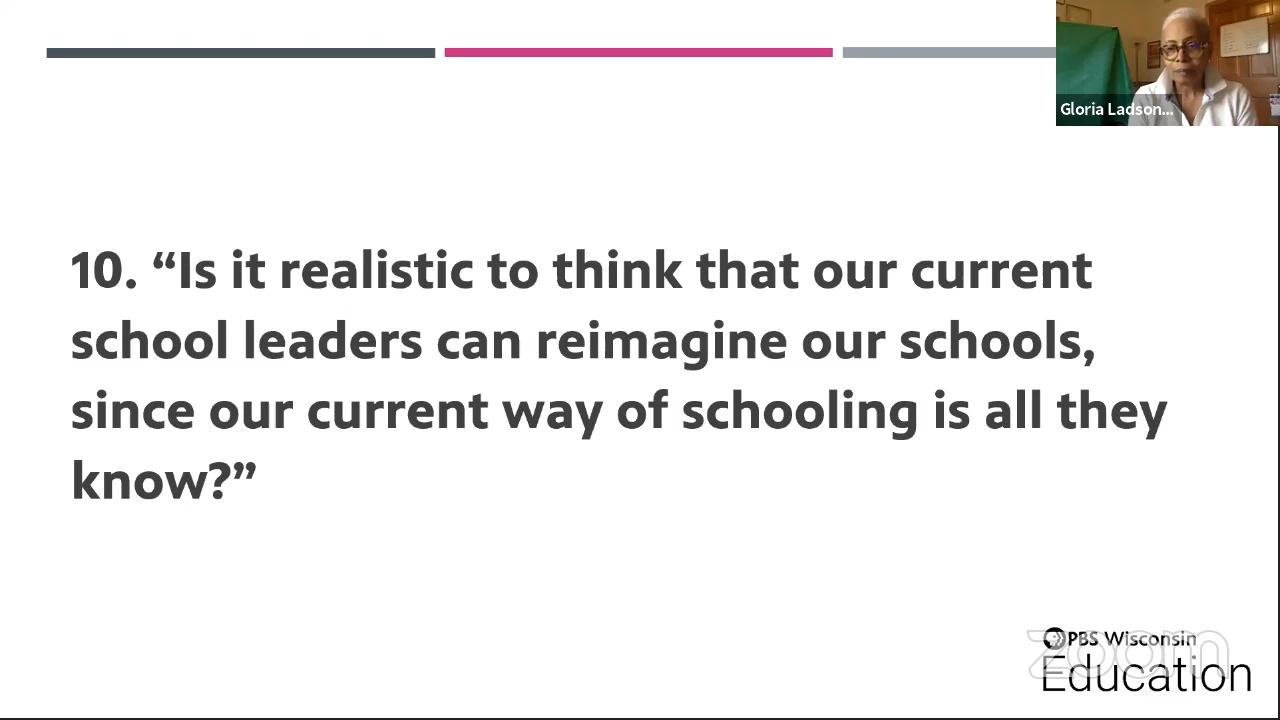 Gloria Ladson...
10. “Is it realistic to think that our current
school leaders can reimagine our schools,
since our current way of schooling is all they
know?”
PBS Wisconsin
zoom
Education